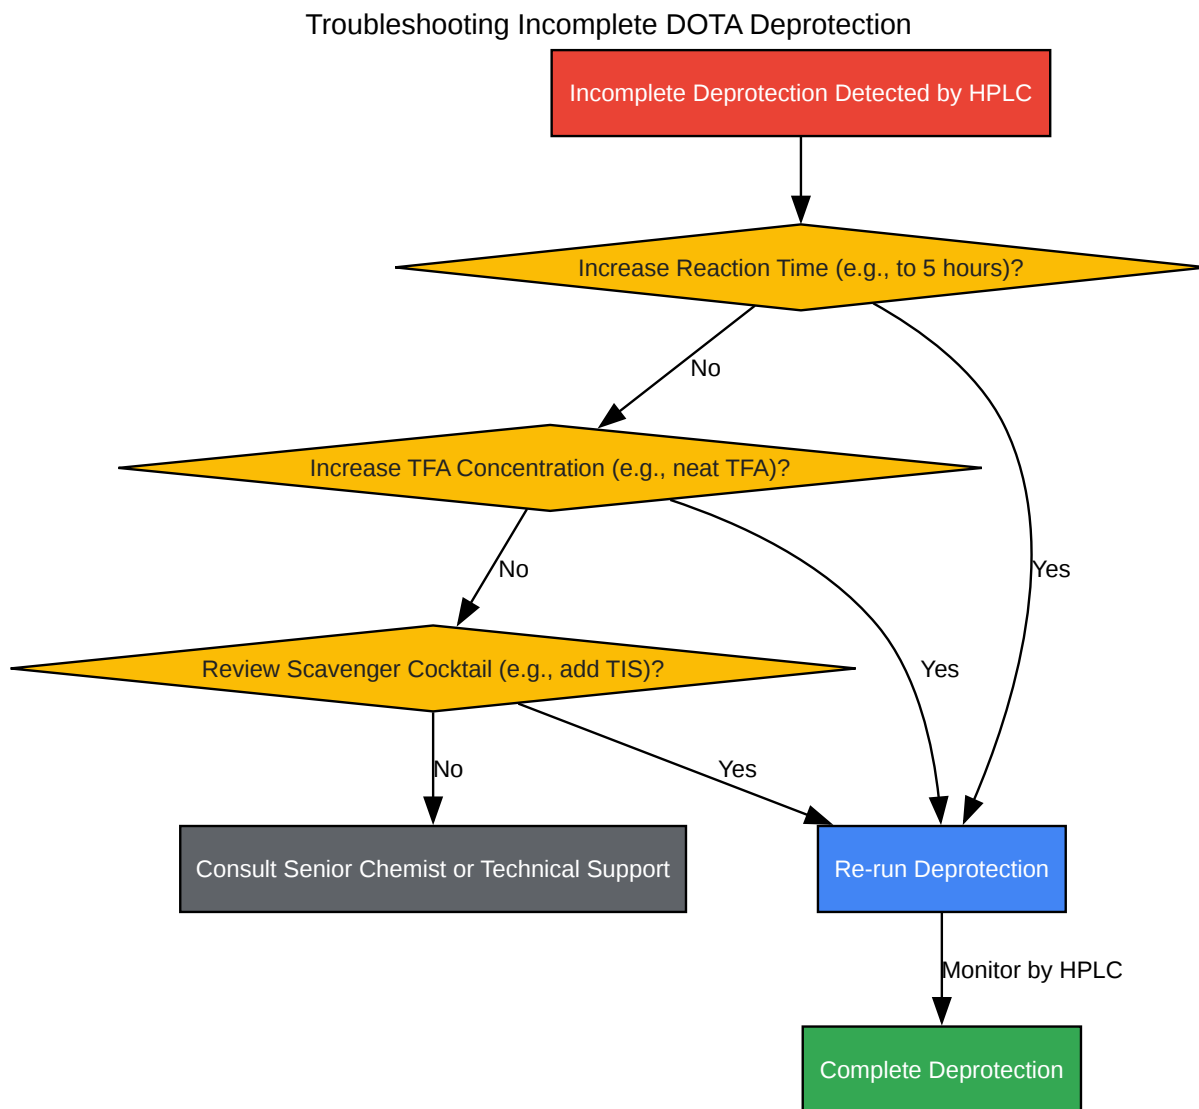 Troubleshooting Incomplete DOTA Deprotection
Incomplete Deprotection Detected by HPLC
Increase Reaction Time (e.g., to 5 hours)?
No
Increase TFA Concentration (e.g., neat TFA)?
No
Yes
Review Scavenger Cocktail (e.g., add TIS)?
Yes
No
Yes
Consult Senior Chemist or Technical Support
Re-run Deprotection
Monitor by HPLC
Complete Deprotection